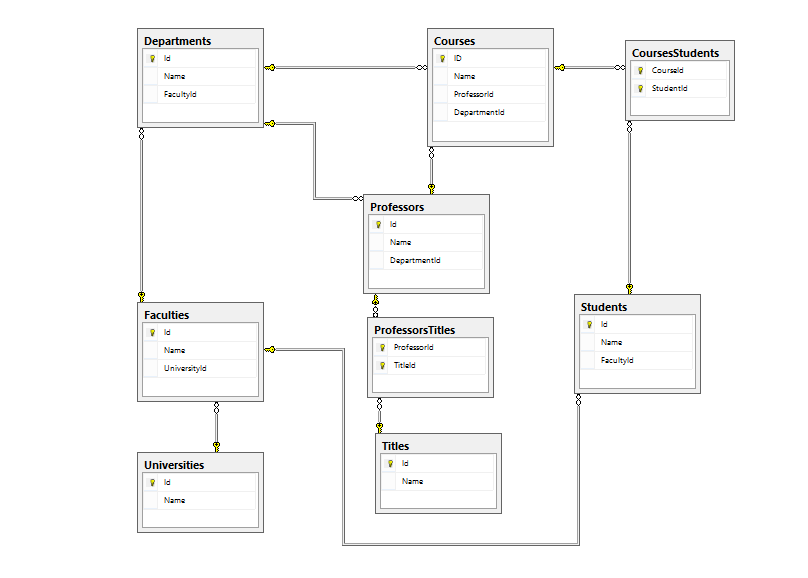 Departments
Id
Name
FacultyId
Courses
ID
Name
ProfessorId
DepartmentId
CoursesStudents
CourseId
StudentId
Professors
Id
Name
DepartmentId
Faculties
Id
Name
UniversityId
ProfessorsTitles
ProfessorId
TitleId
Students
Id
Name
FacultyId
Universities
Id
Name
Titles
Id
Name